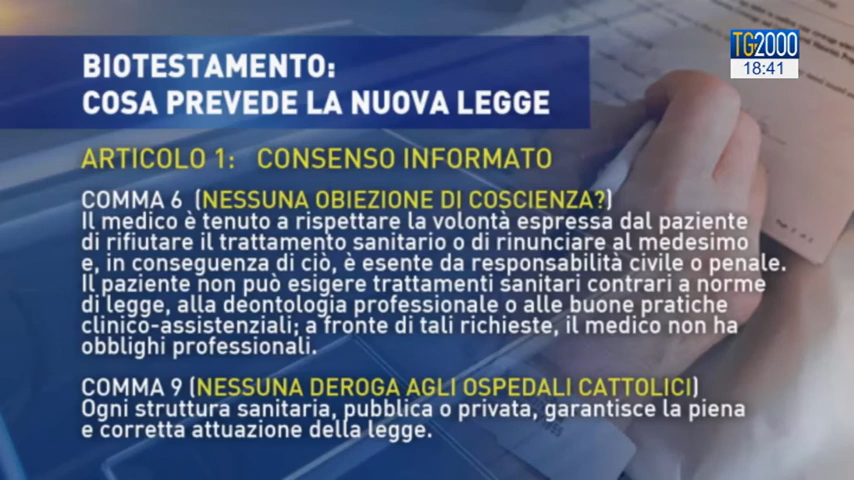 TG2000
18:41
BIOTESTAMENTO:
COSA PREVEDE LA NUOVA LEGGE
ARTICOLO 1: CONSENSO INFORMATO
COMMA 6 (NESSUNA OBIEZIONE DI COSCIENZA?)
Il medico è tenuto a rispettare la volontà espressa dal paziente
di rifiutare il trattamento sanitario o di rinunciare al medesimo
e, in conseguenza di ciò, è esente da responsabilità civile o penale.
Il paziente non può esigere trattamenti sanitari contrari a norme
di legge, alla deontologia professionale o alle buone pratiche
clinico-assistenziali; a fronte di tali richieste, il medico non ha
obblighi professionali.
COMMA 9 (NESSUNA DEROGA AGLI OSPEDALI CATTOLICI)
Ogni struttura sanitaria, pubblica o privata, garantisce la piena
e corretta attuazione della legge.